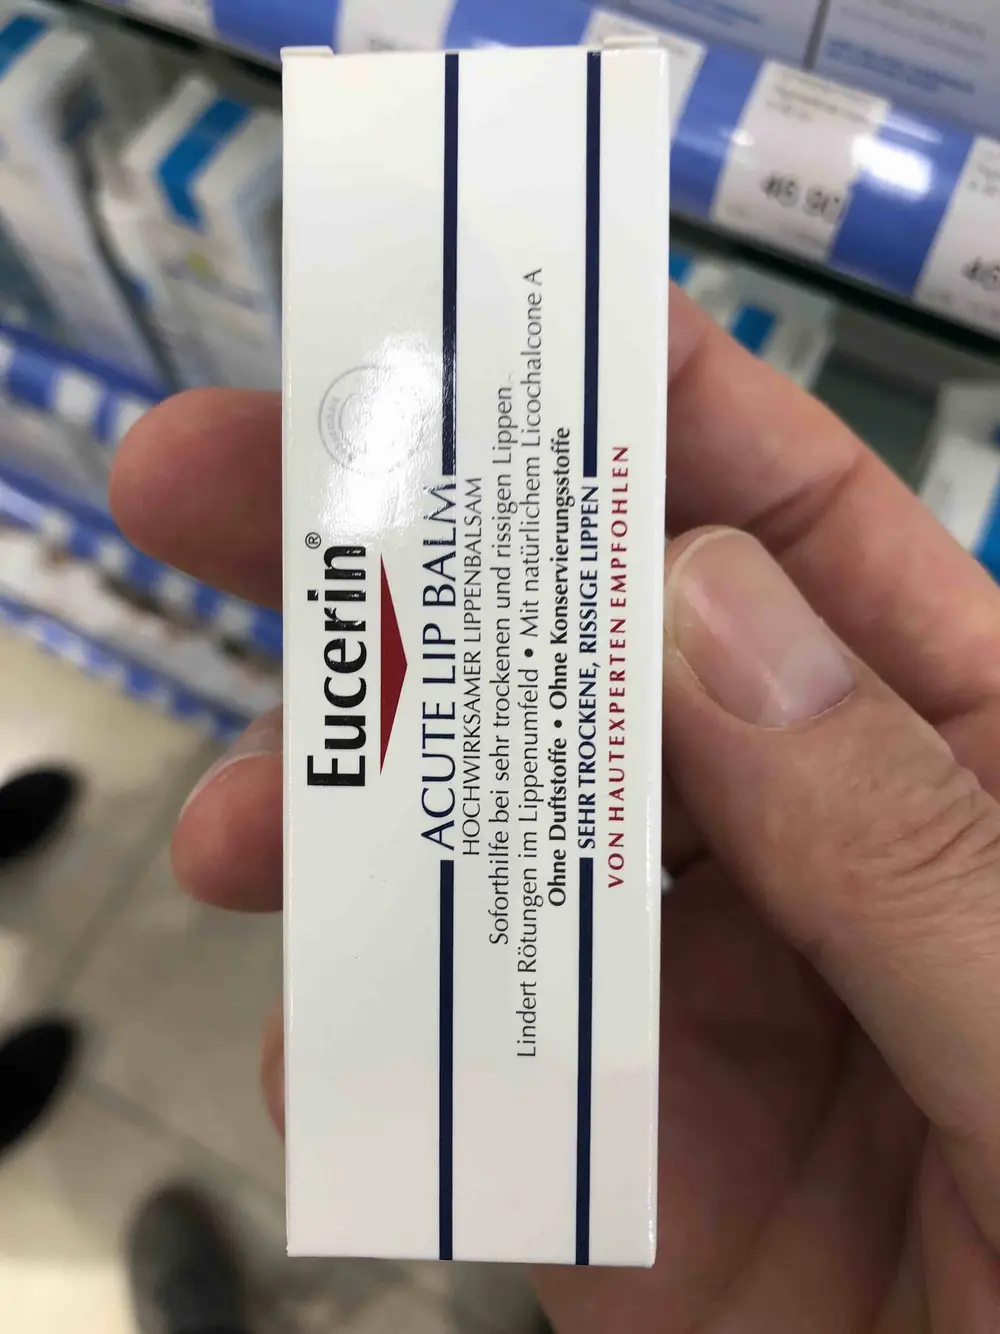 Eucerin®
ACUTE LIP BALM
HOCHWIRKSAMER LIPPENBALSAM
Soforthilfe bei sehr trockenen und rissigen Lippen
Lindert Rötungen im Lippenumfeld • Mit natürlichem Licochalcone A
Ohne Duftstoffe • Ohne Konservierungsstoffe
SEHR TROCKENE, RISSIGE LIPPEN
VON HAUTEXPERTEN EMPFOHLEN